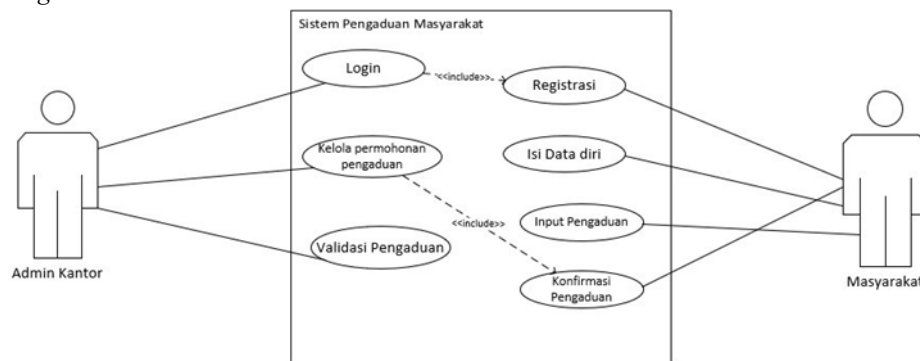 Sistem Pengaduan Masyarakat
Login
<<include>>
Registrasi
Kelola permohonan
pengaduan
Isi Data diri
<<include>>
Input Pengaduan
Validasi Pengaduan
Konfirmasi
Pengaduan
Admin Kantor
Masyarakat